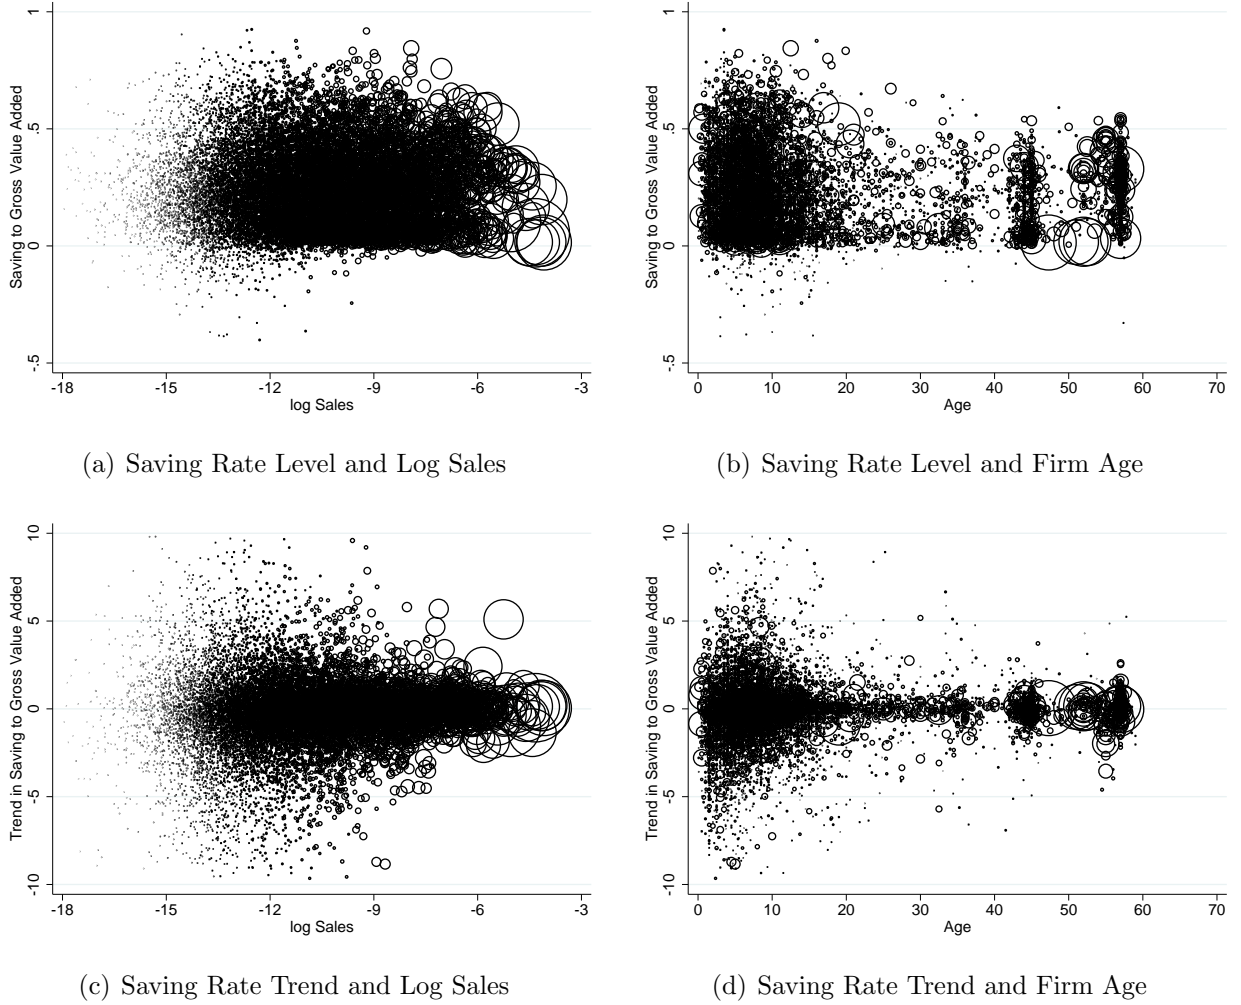 1
.5
0
-.5
Saving to Gross Value Added
-18 -15 -12 -9 -6 -3
log Sales
(a) Saving Rate Level and Log Sales
1
.5
0
-.5
Saving to Gross Value Added
0 10 20 30 40 50 60 70
Age
(b) Saving Rate Level and Firm Age
10
5
0
-5
-10
Trend in Saving to Gross Value Added
-18 -15 -12 -9 -6 -3
log Sales
(c) Saving Rate Trend and Log Sales
10
5
0
-5
-10
Trend in Saving to Gross Value Added
0 10 20 30 40 50 60 70
Age
(d) Saving Rate Trend and Firm Age